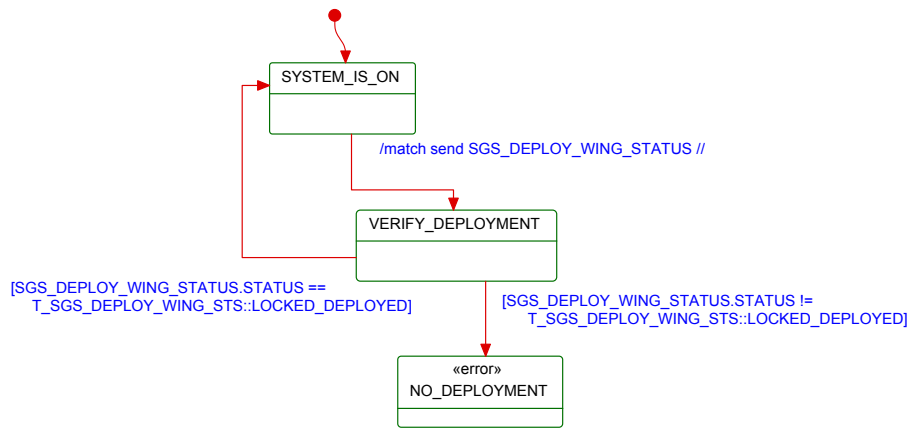 SYSTEM_IS_ON
/match send SGS_DEPLOY_WING_STATUS //
VERIFY_DEPLOYMENT
[SGS_DEPLOY_WING_STATUS.STATUS ==
T_SGS_DEPLOY_WING_STS::LOCKED_DEPLOYED]
[SGS_DEPLOY_WING_STATUS.STATUS !=
T_SGS_DEPLOY_WING_STS::LOCKED_DEPLOYED]
«error»
NO_DEPLOYMENT